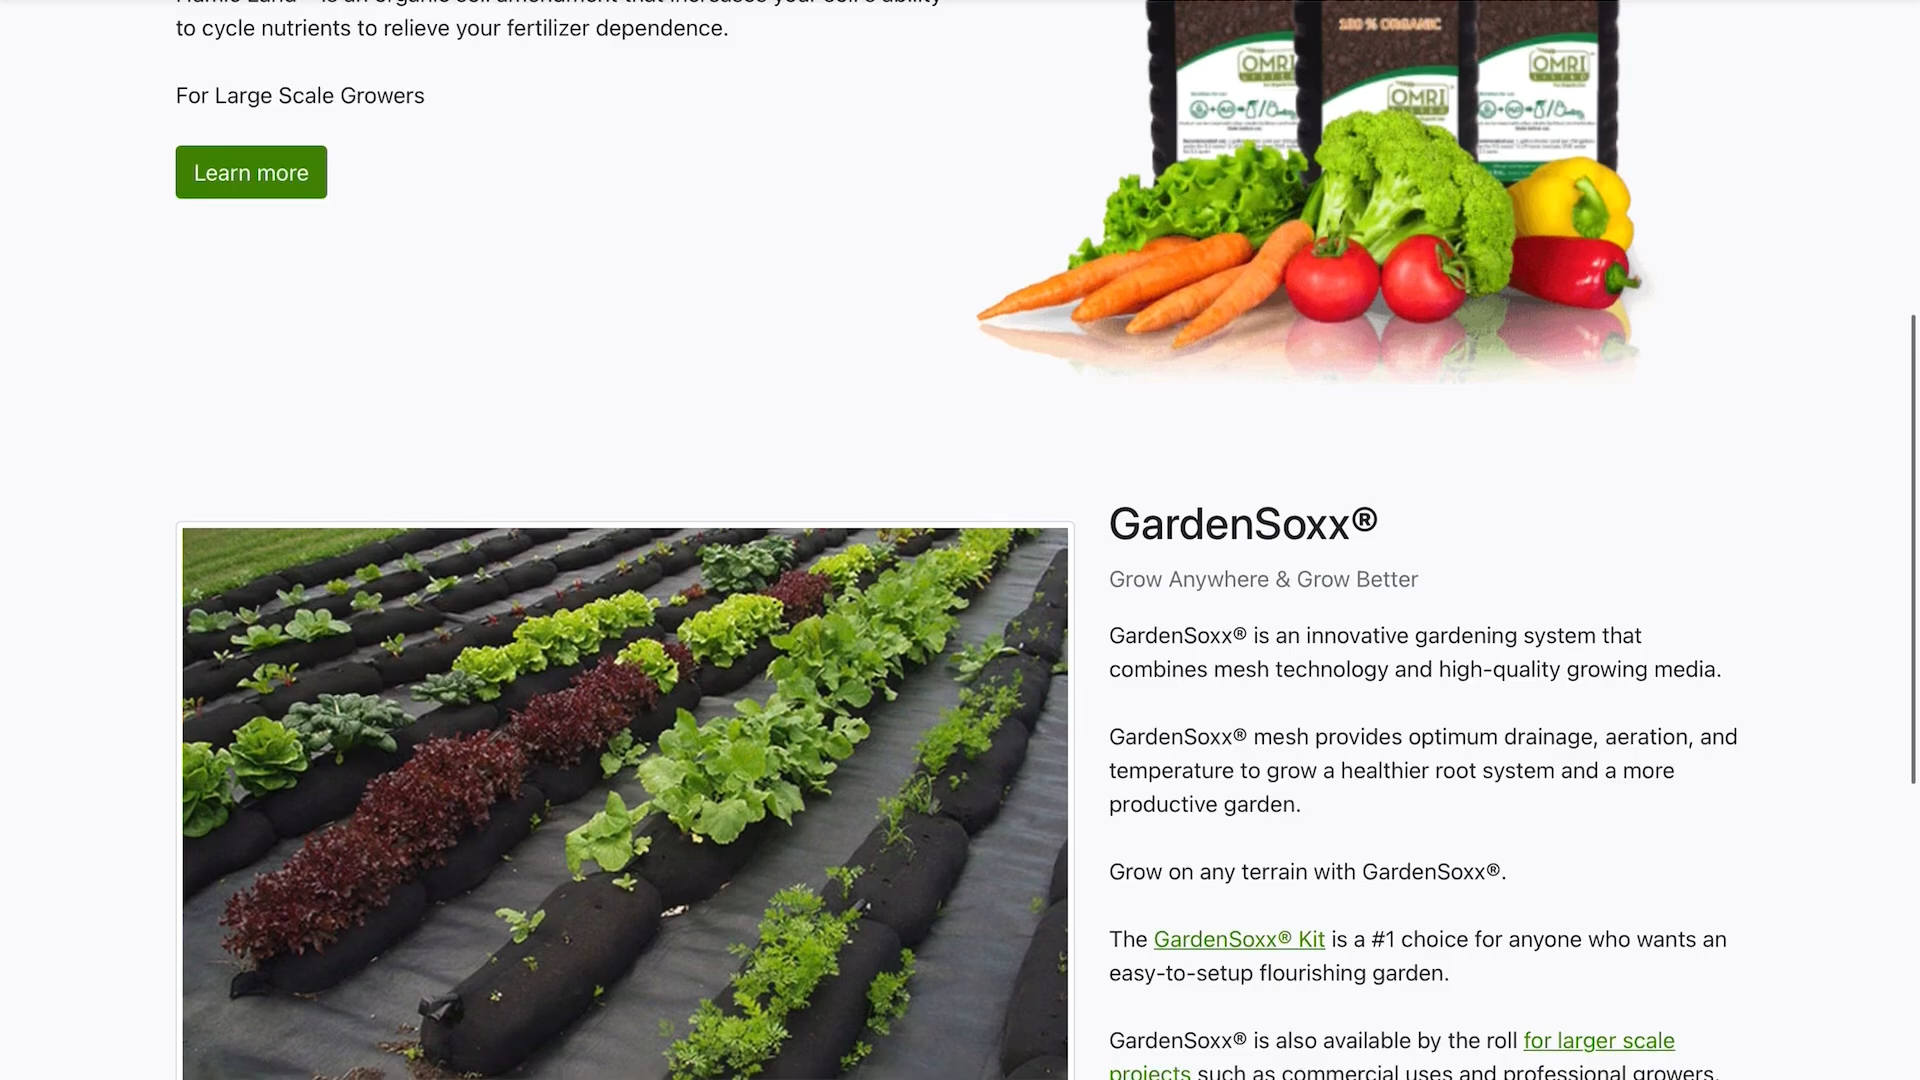 to cycle nutrients to relieve your fertilizer dependence.
For Large Scale Growers
Learn more
100 % ORGANIC
OMRI
OMRI
OMRI
GardenSoxx®
Grow Anywhere & Grow Better
GardenSoxx® is an innovative gardening system that
combines mesh technology and high-quality growing media.
GardenSoxx® mesh provides optimum drainage, aeration, and
temperature to grow a healthier root system and a more
productive garden.
Grow on any terrain with GardenSoxx®.
The GardenSoxx® Kit is a #1 choice for anyone who wants an
easy-to-setup flourishing garden.
GardenSoxx® is also available by the roll for larger scale
projects such as commercial uses and professional growers.